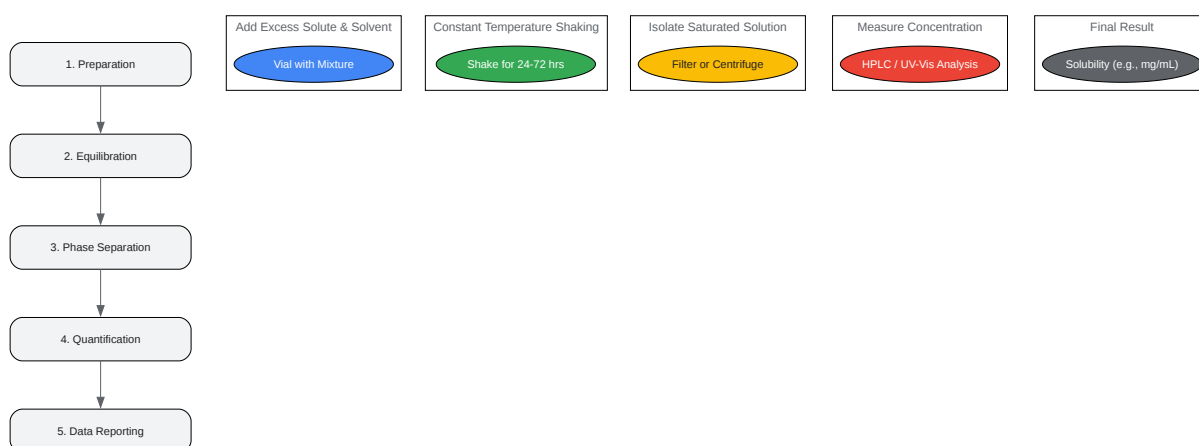 Add Excess Solute & Solvent
Vial with Mixture
Constant Temperature Shaking
Shake for 24-72 hrs
Isolate Saturated Solution
Filter or Centrifuge
Measure Concentration
HPLC / UV-Vis Analysis
Final Result
Solubility (e.g., mg/mL)
1. Preparation
2. Equilibration
3. Phase Separation
4. Quantification
5. Data Reporting